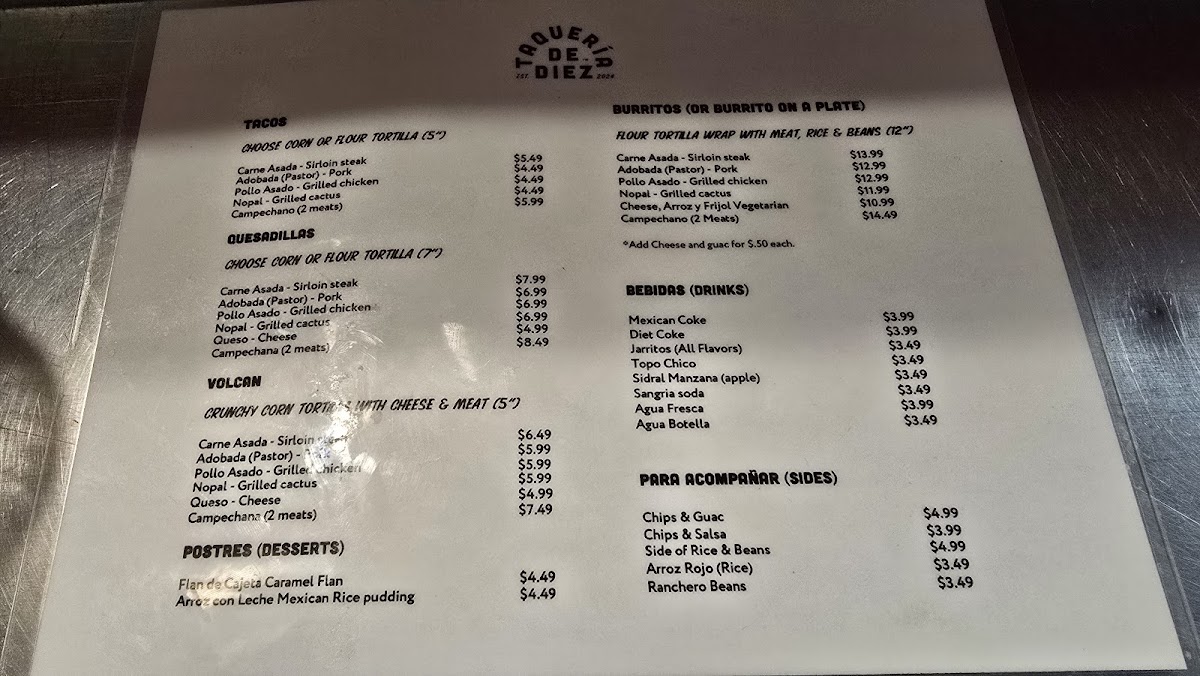 TAQUERÍA
DE
DIEZ
EST. 2024
TACOS
CHOOSE CORN OR FLOUR TORTILLA (5")
Carne Asada - Sirloin steak $5.49
Adobada (Pastor) - Pork $4.49
Pollo Asado - Grilled chicken $4.49
Nopal - Grilled cactus $4.49
Campechano (2 meats) $5.99
QUESADILLAS
CHOOSE CORN OR FLOUR TORTILLA (7")
Carne Asada - Sirloin steak $7.99
Adobada (Pastor) - Pork $6.99
Pollo Asado - Grilled chicken $6.99
Nopal - Grilled cactus $6.99
Queso - Cheese $4.99
Campechana (2 meats) $8.49
VOLCAN
CRUNCHY CORN TORTILLA WITH CHEESE & MEAT (5")
Carne Asada - Sirloin steak $6.49
Adobada (Pastor) - Pork $5.99
Pollo Asado - Grilled chicken $5.99
Nopal - Grilled cactus $5.99
Queso - Cheese $4.99
Campechana (2 meats) $7.49
POSTRES (DESSERTS)
Flan de Cajeta Caramel Flan $4.49
Arroz con Leche Mexican Rice pudding $4.49
BURRITOS (OR BURRITO ON A PLATE)
FLOUR TORTILLA WRAP WITH MEAT, RICE & BEANS (12")
Carne Asada - Sirloin steak $13.99
Adobada (Pastor) - Pork $12.99
Pollo Asado - Grilled chicken $12.99
Nopal - Grilled cactus $11.99
Cheese, Arroz y Frijol Vegetarian $10.99
Campechano (2 Meats) $14.49
*Add Cheese and guac for $.50 each.
BEBIDAS (DRINKS)
Mexican Coke $3.99
Diet Coke $3.99
Jarritos (All Flavors) $3.49
Topo Chico $3.49
Sidral Manzana (apple) $3.49
Sangria soda $3.49
Agua Fresca $3.99
Agua Botella $3.49
PARA ACOMPAÑAR (SIDES)
Chips & Guac $4.99
Chips & Salsa $3.99
Side of Rice & Beans $4.99
Arroz Rojo (Rice) $3.49
Ranchero Beans $3.49